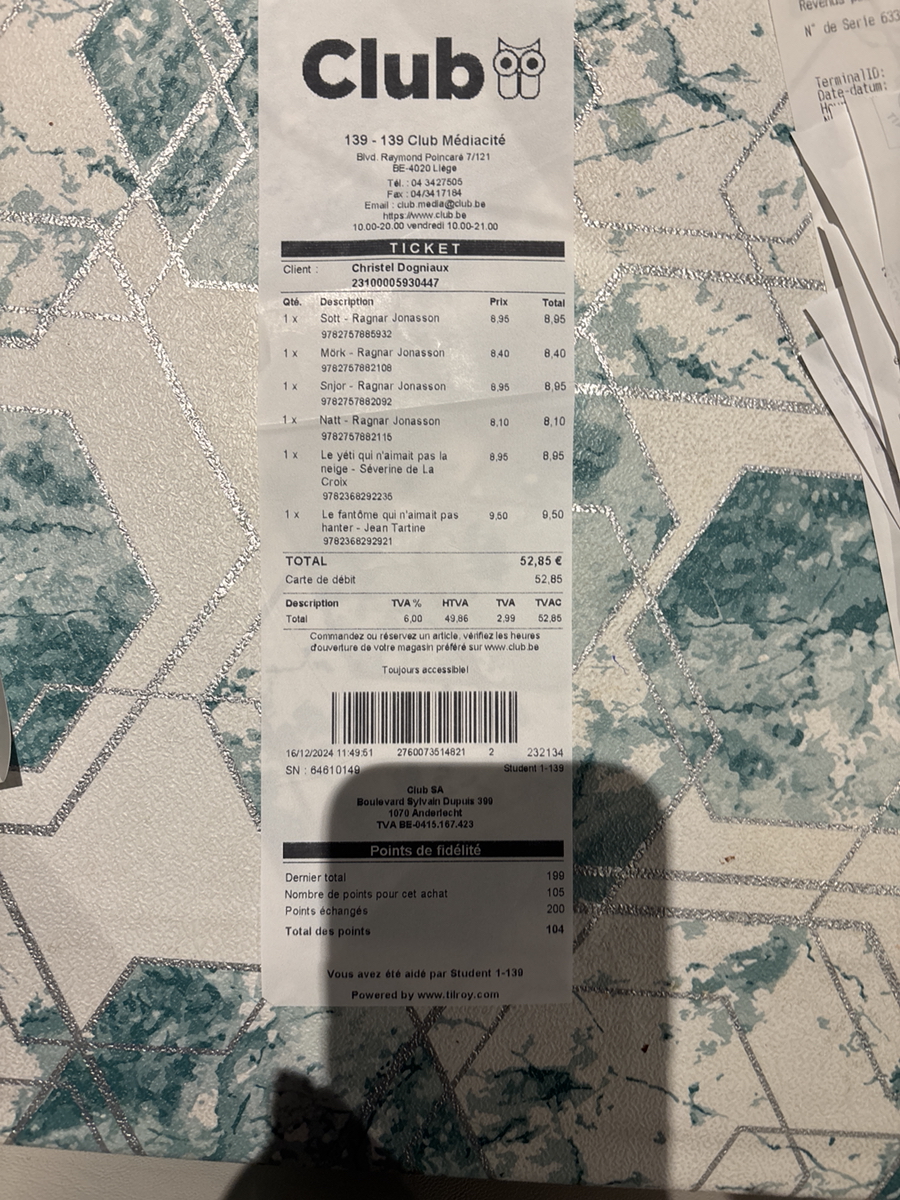 Club
139 - 139 Club Médiacité
Blvd. Raymond Poincaré 7/121
BE-4020 Liège
Tél. : 04 3427505
Fax : 04/3417184
Email : club.media@club.be
https://www.club.be
10.00-20.00 vendredi 10.00-21.00
TICKET
Client : Christel Dogniaux
23100005930447
Qté. Description Prix Total
1 x Sott - Ragnar Jonasson 8,95 8,95
9782757885932
1 x Mörk - Ragnar Jonasson 8,40 8,40
9782757882108
1 x Snjor - Ragnar Jonasson 8,95 8,95
9782757882092
1 x Natt - Ragnar Jonasson 8,10 8,10
9782757882115
1 x Le yéti qui n'aimait pas la 8,95 8,95
neige - Séverine de La
Croix
9782368292235
1 x Le fantôme qui n'aimait pas 9,50 9,50
hanter - Jean Tartine
9782368292921
TOTAL 52,85 €
Carte de débit 52,85
Description TVA % HTVA TVA TVAC
Total 6,00 49,86 2,99 52,85
Commandez ou réservez un article, vérifiez les heures
d'ouverture de votre magasin préféré sur www.club.be
Toujours accessible!
16/12/2024 11:49:51 2760073514821 2 232134
SN : 64610149 Student 1-139
Club SA
Boulevard Sylvain Dupuis 399
1070 Anderlecht
TVA BE-0415.167.423
Points de fidélité
Dernier total 199
Nombre de points pour cet achat 105
Points échangés 200
Total des points 104
Vous avez été aidé par Student 1-139
Powered by www.tilroy.com
N° de Serie 633
TerminalID:
Date-datum: